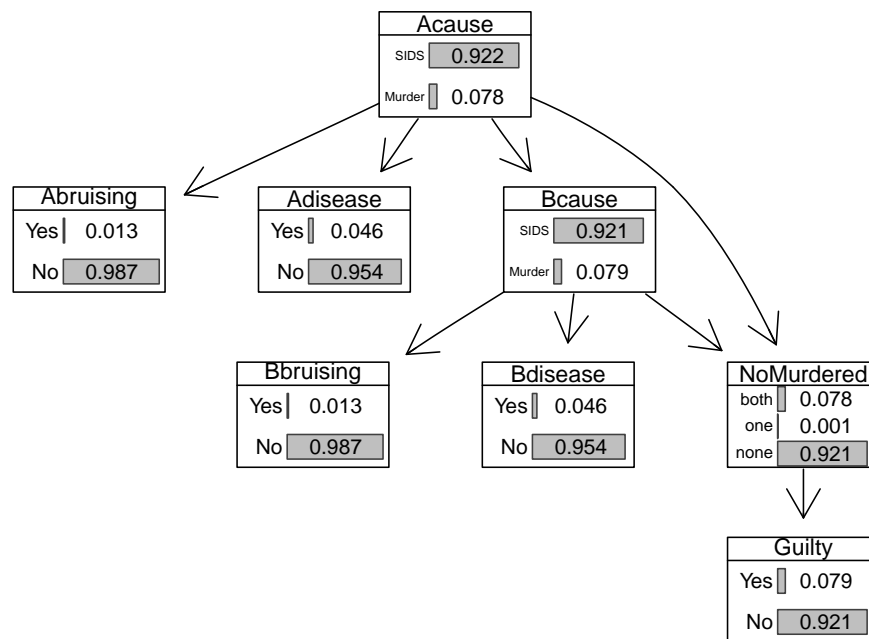 Acause
SIDS 0.922
Murder 0.078
Abruising
Yes 0.013
No 0.987
Adisease
Yes 0.046
No 0.954
Bcause
SIDS 0.921
Murder 0.079
Bbruising
Yes 0.013
No 0.987
Bdisease
Yes 0.046
No 0.954
NoMurdered
both 0.078
one 0.001
none 0.921
Guilty
Yes 0.079
No 0.921